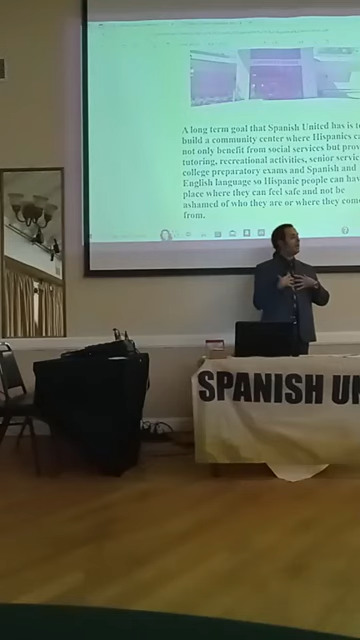 A long term goal that Spanish United has is to
build a community center where Hispanics ca
not only benefit from social services but prov
tutoring, recreational activities, senior servic
college preparatory exams and Spanish and
English language so Hispanic people can hav
place where they can feel safe and not be
ashamed of who they are or where they come
from.
SPANISH UN